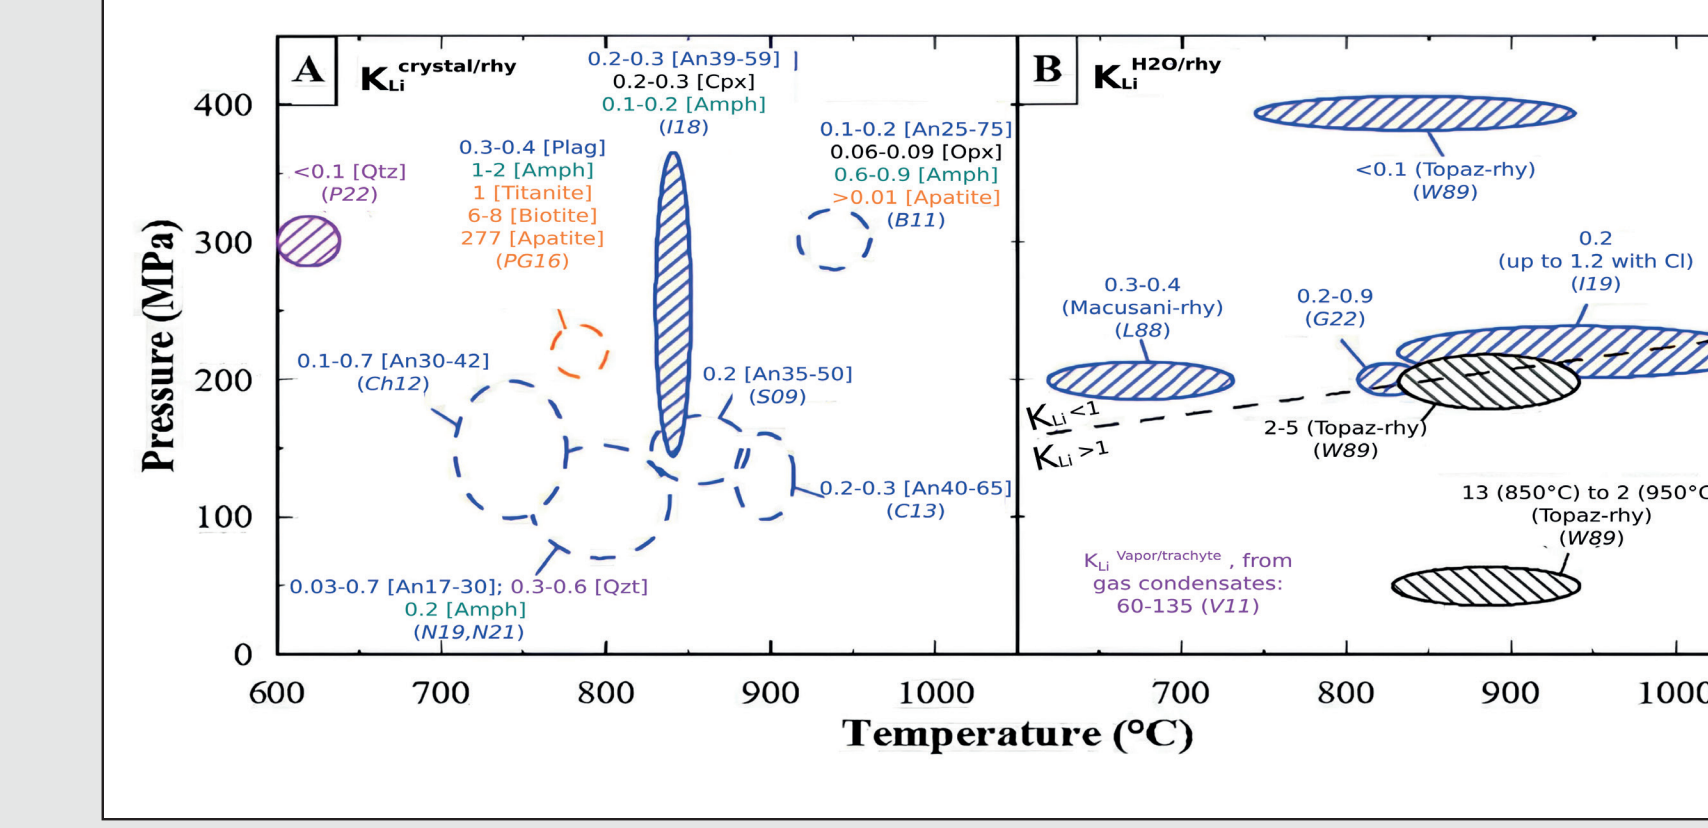 A
K_Li crystal/rhy
0.2-0.3 [An39-59]
0.2-0.3 [Cpx]
0.1-0.2 [Amph]
(I18)
0.1-0.2 [An25-75]
0.06-0.09 [Opx]
0.6-0.9 [Amph]
>0.01 [Apatite]
(B11)
0.3-0.4 [Plag]
1-2 [Amph]
1 [Titanite]
6-8 [Biotite]
277 [Apatite]
(PG16)
<0.1 [Qtz]
(P22)
0.1-0.7 [An30-42]
(Ch12)
0.2 [An35-50]
(S09)
0.2-0.3 [An40-65]
(C13)
0.03-0.7 [An17-30]; 0.3-0.6 [Qzt]
0.2 [Amph]
(N19,N21)
400
300
200
100
0
Pressure (MPa)
600 700 800 900 1000
B
K_Li H2O/rhy
<0.1 (Topaz-rhy)
(W89)
0.2
(up to 1.2 with Cl)
(I19)
0.3-0.4
(Macusani-rhy)
(L88)
0.2-0.9
(G22)
K_Li <1
K_Li >1
2-5 (Topaz-rhy)
(W89)
13 (850°C) to 2 (950°C
(Topaz-rhy)
(W89)
K_Li Vapor/trachyte , from
gas condensates:
60-135 (V11)
700 800 900 1000
Temperature (°C)